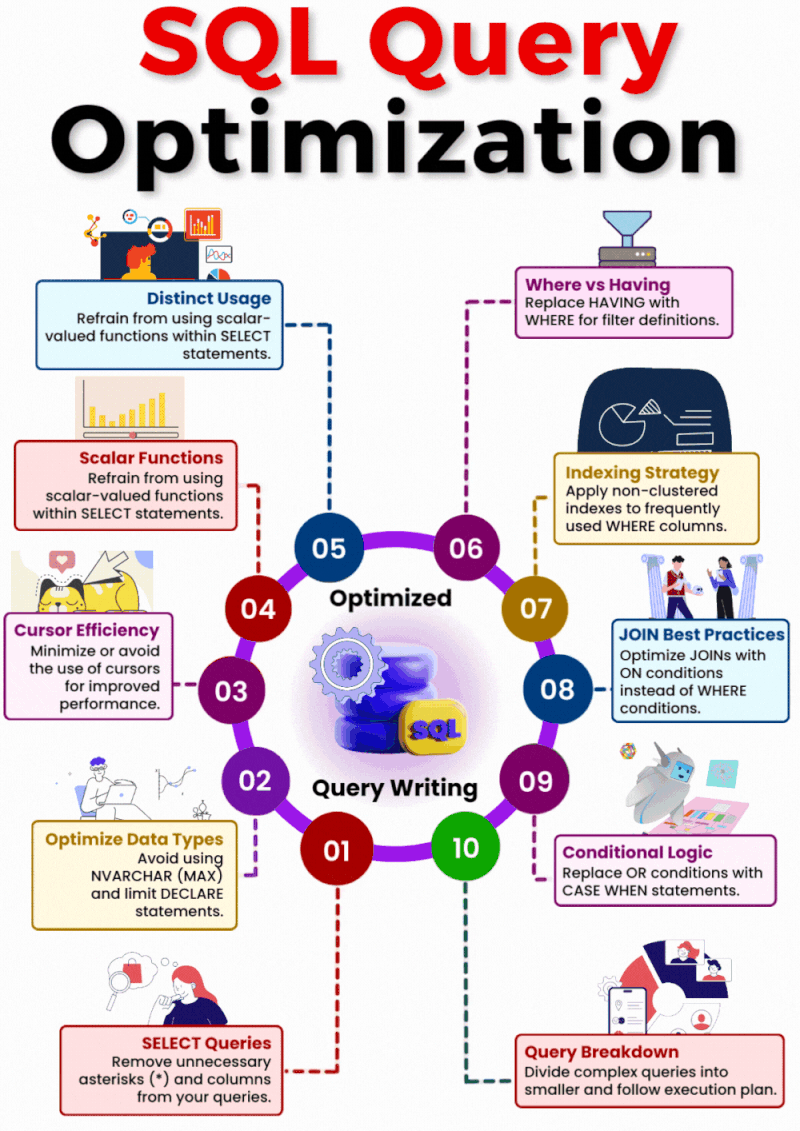 SQL Query
Optimization
Distinct Usage
Refrain from using scalar-
valued functions within SELECT
statements.
Where vs Having
Replace HAVING with
WHERE for filter definitions.
Scalar Functions
Refrain from using
scalar-valued functions
within SELECT statements.
Indexing Strategy
Apply non-clustered
indexes to frequently
used WHERE columns.
05
06
Optimized
04
07
Cursor Efficiency
Minimize or avoid
the use of cursors
for improved
performance.
JOIN Best Practices
Optimize JOINs with
ON conditions
instead of WHERE
conditions.
03
08
SQL
02
09
Query Writing
Optimize Data Types
Avoid using
NVARCHAR (MAX)
and limit DECLARE
statements.
01
10
Conditional Logic
Replace OR conditions with
CASE WHEN statements.
SELECT Queries
Remove unnecessary
asterisks (*) and columns
from your queries.
Query Breakdown
Divide complex queries into
smaller and follow execution plan.